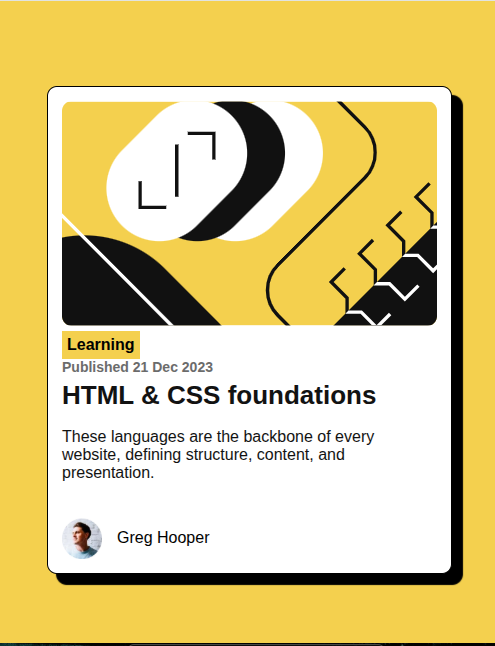 Learning
Published 21 Dec 2023
HTML & CSS foundations
These languages are the backbone of every
website, defining structure, content, and
presentation.
Greg Hooper